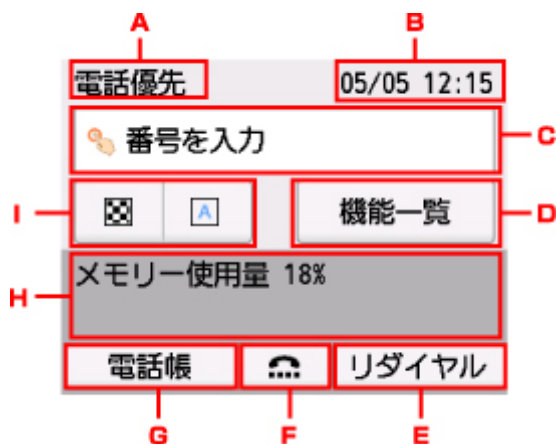 A B
電話優先 05/05 12:15
番号を入力 C
I A 機能一覧 D
メモリー使用量 18%
H
電話帳 リダイヤル
G F E